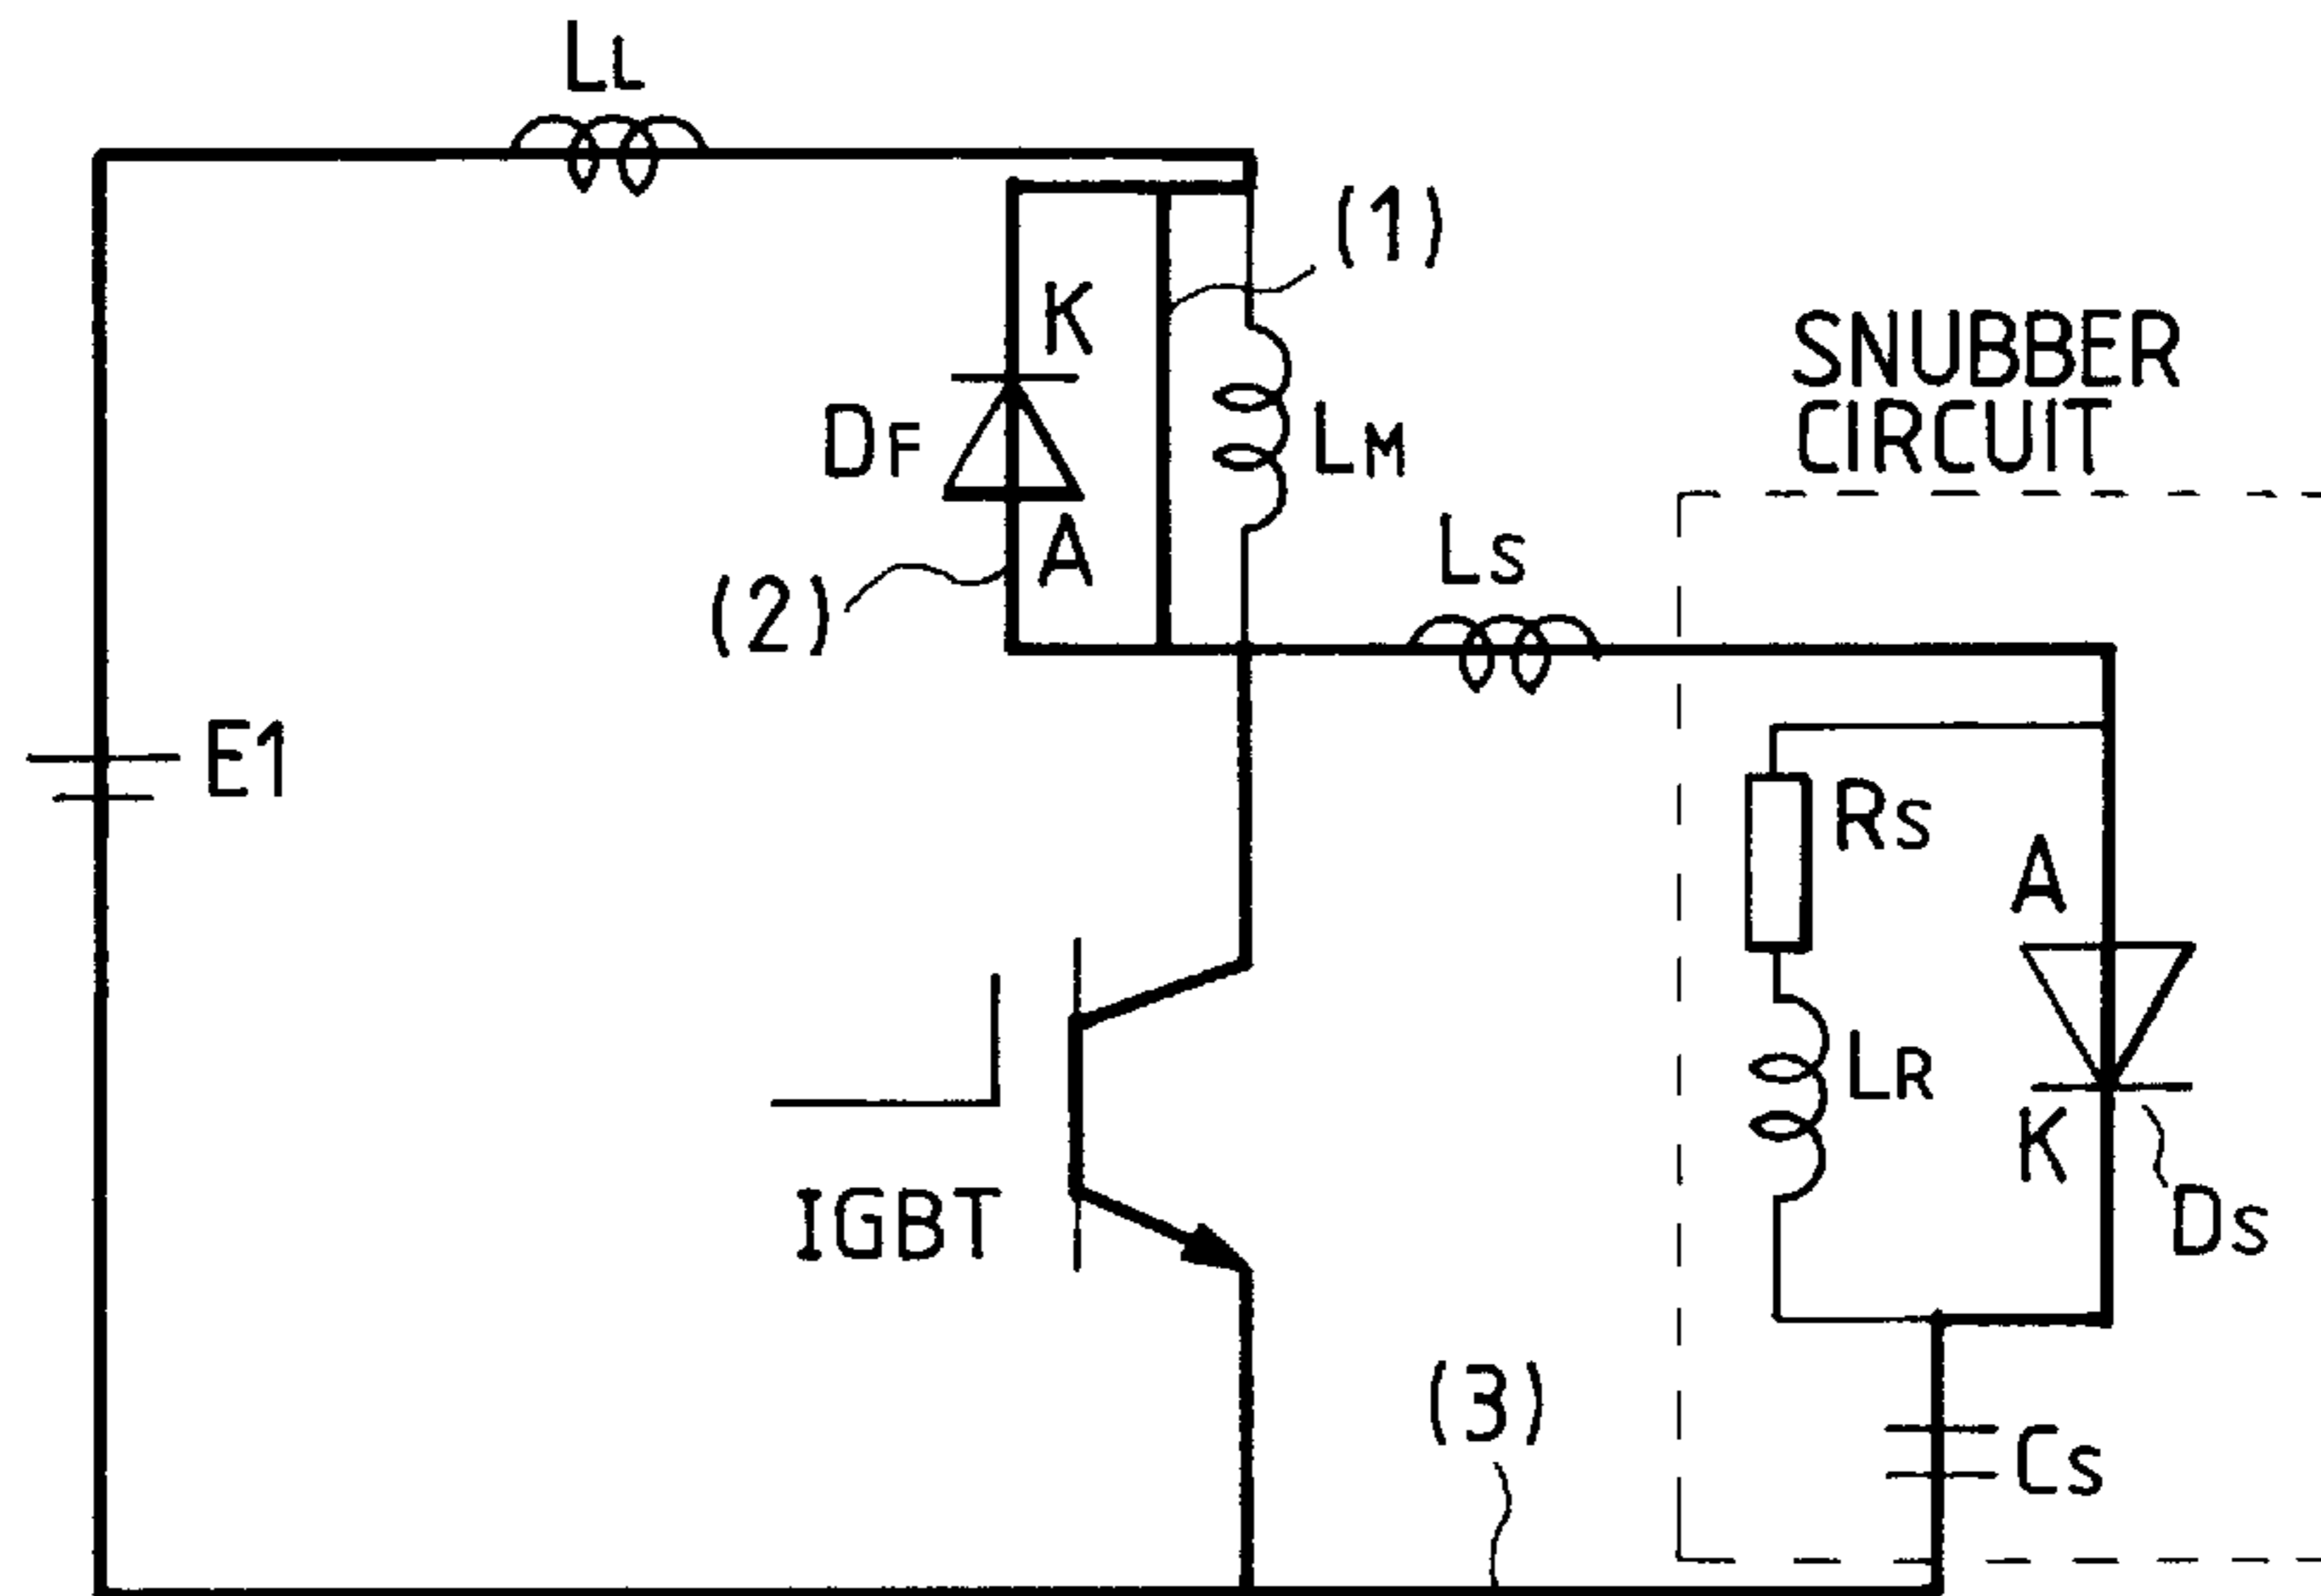 LL
(1)
K
DF
LM
A
(2)
LS
SNUBBER
CIRCUIT
E1
RS
A
LR
K
DS
IGBT
(3)
CS